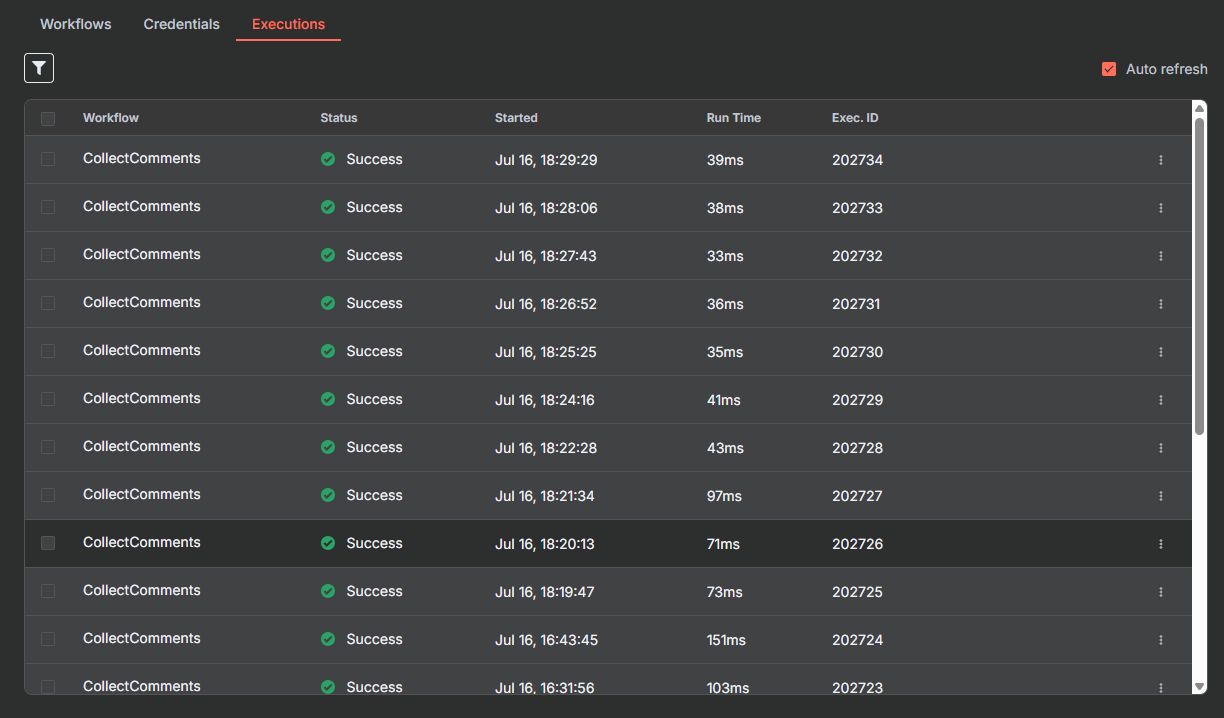 Workflows Credentials Executions
Auto refresh
Workflow Status Started Run Time Exec. ID
CollectComments Success Jul 16, 18:29:29 39ms 202734
CollectComments Success Jul 16, 18:28:06 38ms 202733
CollectComments Success Jul 16, 18:27:43 33ms 202732
CollectComments Success Jul 16, 18:26:52 36ms 202731
CollectComments Success Jul 16, 18:25:25 35ms 202730
CollectComments Success Jul 16, 18:24:16 41ms 202729
CollectComments Success Jul 16, 18:22:28 43ms 202728
CollectComments Success Jul 16, 18:21:34 97ms 202727
CollectComments Success Jul 16, 18:20:13 71ms 202726
CollectComments Success Jul 16, 18:19:47 73ms 202725
CollectComments Success Jul 16, 16:43:45 151ms 202724
CollectComments Success Jul 16, 16:31:56 103ms 202723